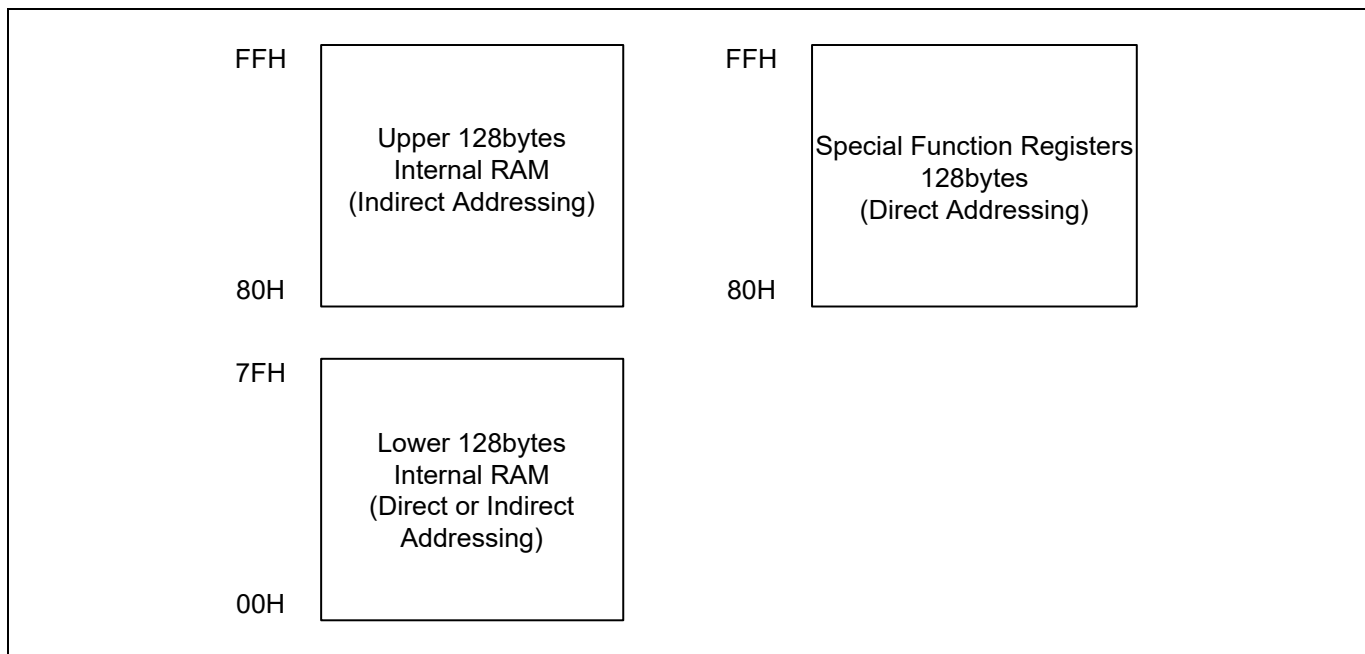 FFH
Upper 128bytes
Internal RAM
(Indirect Addressing)
80H
FFH
Special Function Registers
128bytes
(Direct Addressing)
80H
7FH
Lower 128bytes
Internal RAM
(Direct or Indirect
Addressing)
00H